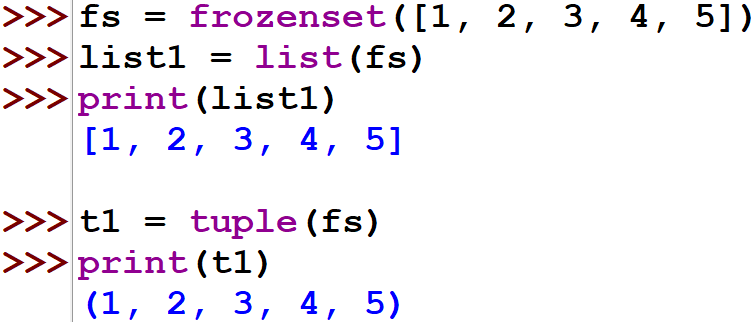 >>> fs = frozenset([1, 2, 3, 4, 5])
>>> list1 = list(fs)
>>> print(list1)
[1, 2, 3, 4, 5]
>>> t1 = tuple(fs)
>>> print(t1)
(1, 2, 3, 4, 5)